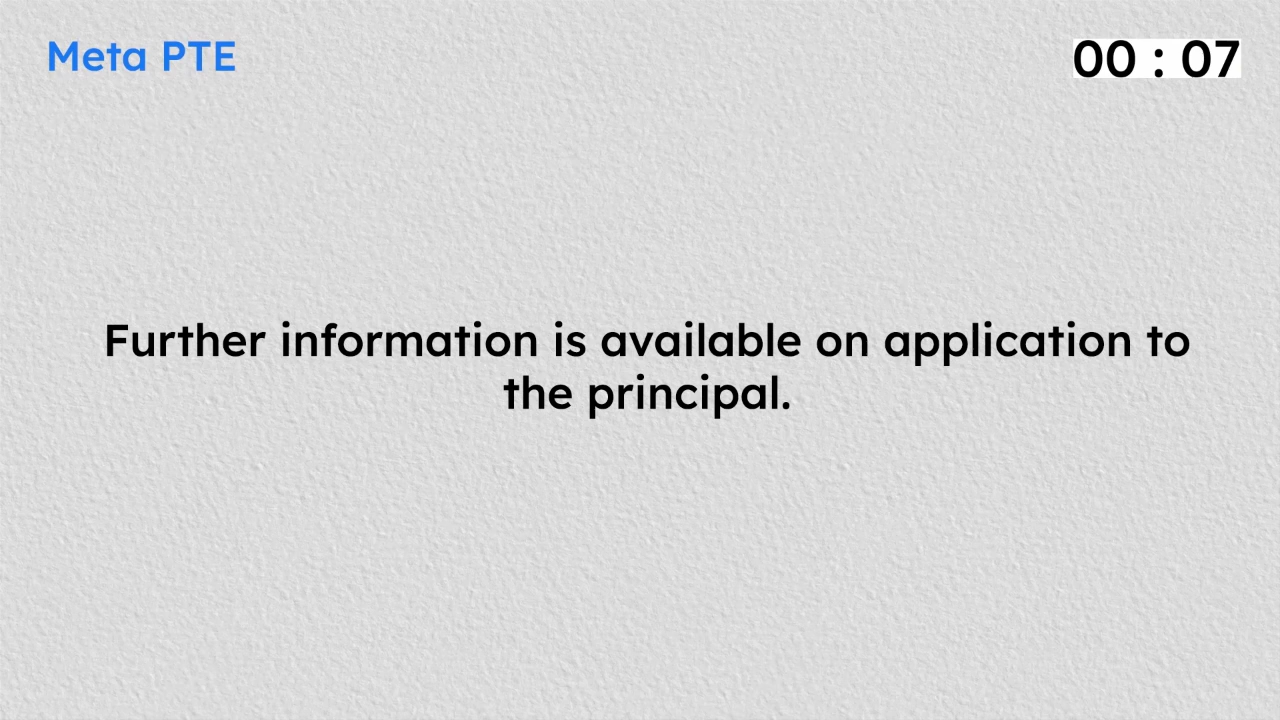 Meta PTE
00 : 07
Further information is available on application to
the principal.